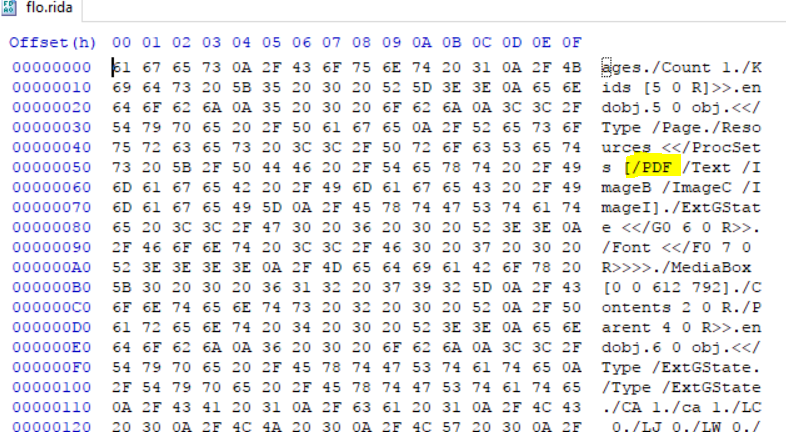 flo.rida
Offset(h) 00 01 02 03 04 05 06 07 08 09 0A 0B 0C 0D 0E 0F
00000000 61 67 65 73 0A 2F 43 6F 75 6E 74 20 31 0A 2F 4B ages./Count 1./K
00000010 69 64 73 20 5B 35 20 30 20 52 5D 3E 3E 0A 65 6E ids [5 0 R]>>.en
00000020 64 6F 62 6A 0A 35 20 30 20 6F 62 6A 0A 3C 3C 2F dobj.5 0 obj.<</
00000030 54 79 70 65 20 2F 50 61 67 65 0A 2F 52 65 73 6F Type /Page./Reso
00000040 75 72 63 65 73 20 3C 3C 2F 50 72 6F 63 53 65 74 urces <</ProcSet
00000050 73 20 5B 2F 50 44 46 20 2F 54 65 78 74 20 2F 49 s [/PDF /Text /I
00000060 6D 61 67 65 42 20 2F 49 6D 61 67 65 43 20 2F 49 mageB /ImageC /I
00000070 6D 61 67 65 49 5D 0A 2F 45 78 74 47 53 74 61 74 mageI]./ExtGStat
00000080 65 20 3C 3C 2F 47 30 20 36 20 30 20 52 3E 3E 0A e <</G0 6 0 R>>.
00000090 2F 46 6F 6E 74 20 3C 3C 2F 46 30 20 37 20 30 20 /Font <</F0 7 0
000000A0 52 3E 3E 3E 3E 0A 2F 4D 65 64 69 61 42 6F 78 20 R>>>>./MediaBox
000000B0 5B 30 20 30 20 36 31 32 20 37 39 32 5D 0A 2F 43 [0 0 612 792]./C
000000C0 6F 6E 74 65 6E 74 73 20 32 20 30 20 52 0A 2F 50 ontents 2 0 R./P
000000D0 61 72 65 6E 74 20 34 20 30 20 52 3E 3E 0A 65 6E arent 4 0 R>>.en
000000E0 64 6F 62 6A 0A 36 20 30 20 6F 62 6A 0A 3C 3C 2F dobj.6 0 obj.<</
000000F0 54 79 70 65 20 2F 45 78 74 47 53 74 61 74 65 0A Type /ExtGState.
00000100 2F 54 79 70 65 20 2F 45 78 74 47 53 74 61 74 65 /Type /ExtGState
00000110 0A 2F 43 41 20 31 0A 2F 63 61 20 31 0A 2F 4C 43 ./CA 1./ca 1./LC
00000120 20 30 0A 2F 4C 4A 20 30 0A 2F 4C 57 20 30 0A 2F 0./LJ 0./LW 0./